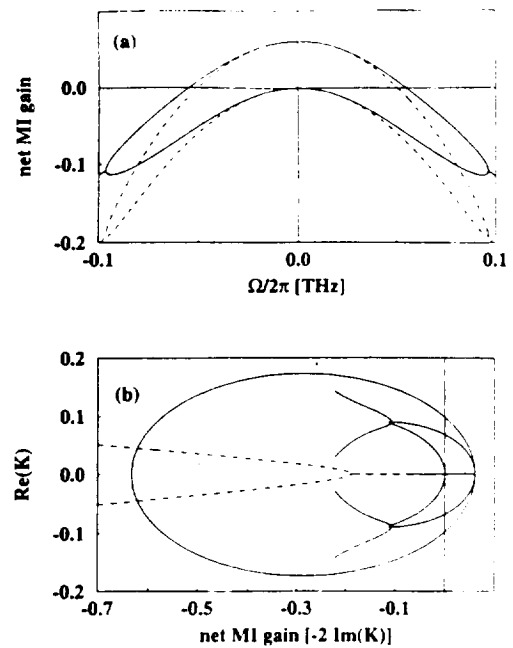 (a)
net MI gain
0.0
-0.1
-0.2
-0.1
0.0
0.1
Ω/2π [THz]
(b)
Re(K)
0.2
0.1
0.0
-0.1
-0.2
-0.7
-0.5
-0.3
-0.1
net MI gain [-2 Im(K)]